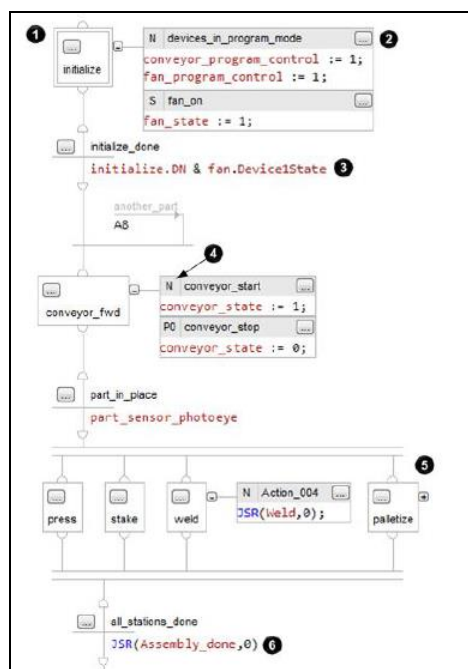 1
...
initialize
N devices_in_program_mode ...
2
conveyor_program_control := 1;
fan_program_control := 1;
S fan_on ...
fan_state := 1;
... initialize_done
initialize.DN & fan.Device1State 3
another_part
A8
4
...
conveyor_fwd
N conveyor_start ...
conveyor_state := 1;
P0 conveyor_stop ...
conveyor_state := 0;
... part_in_place
part_sensor_photoeye
5
... press
... stake
... weld
N Action_004 ...
JSR(Weld,0);
... palletize
... all_stations_done
JSR(Assembly_done,0) 6